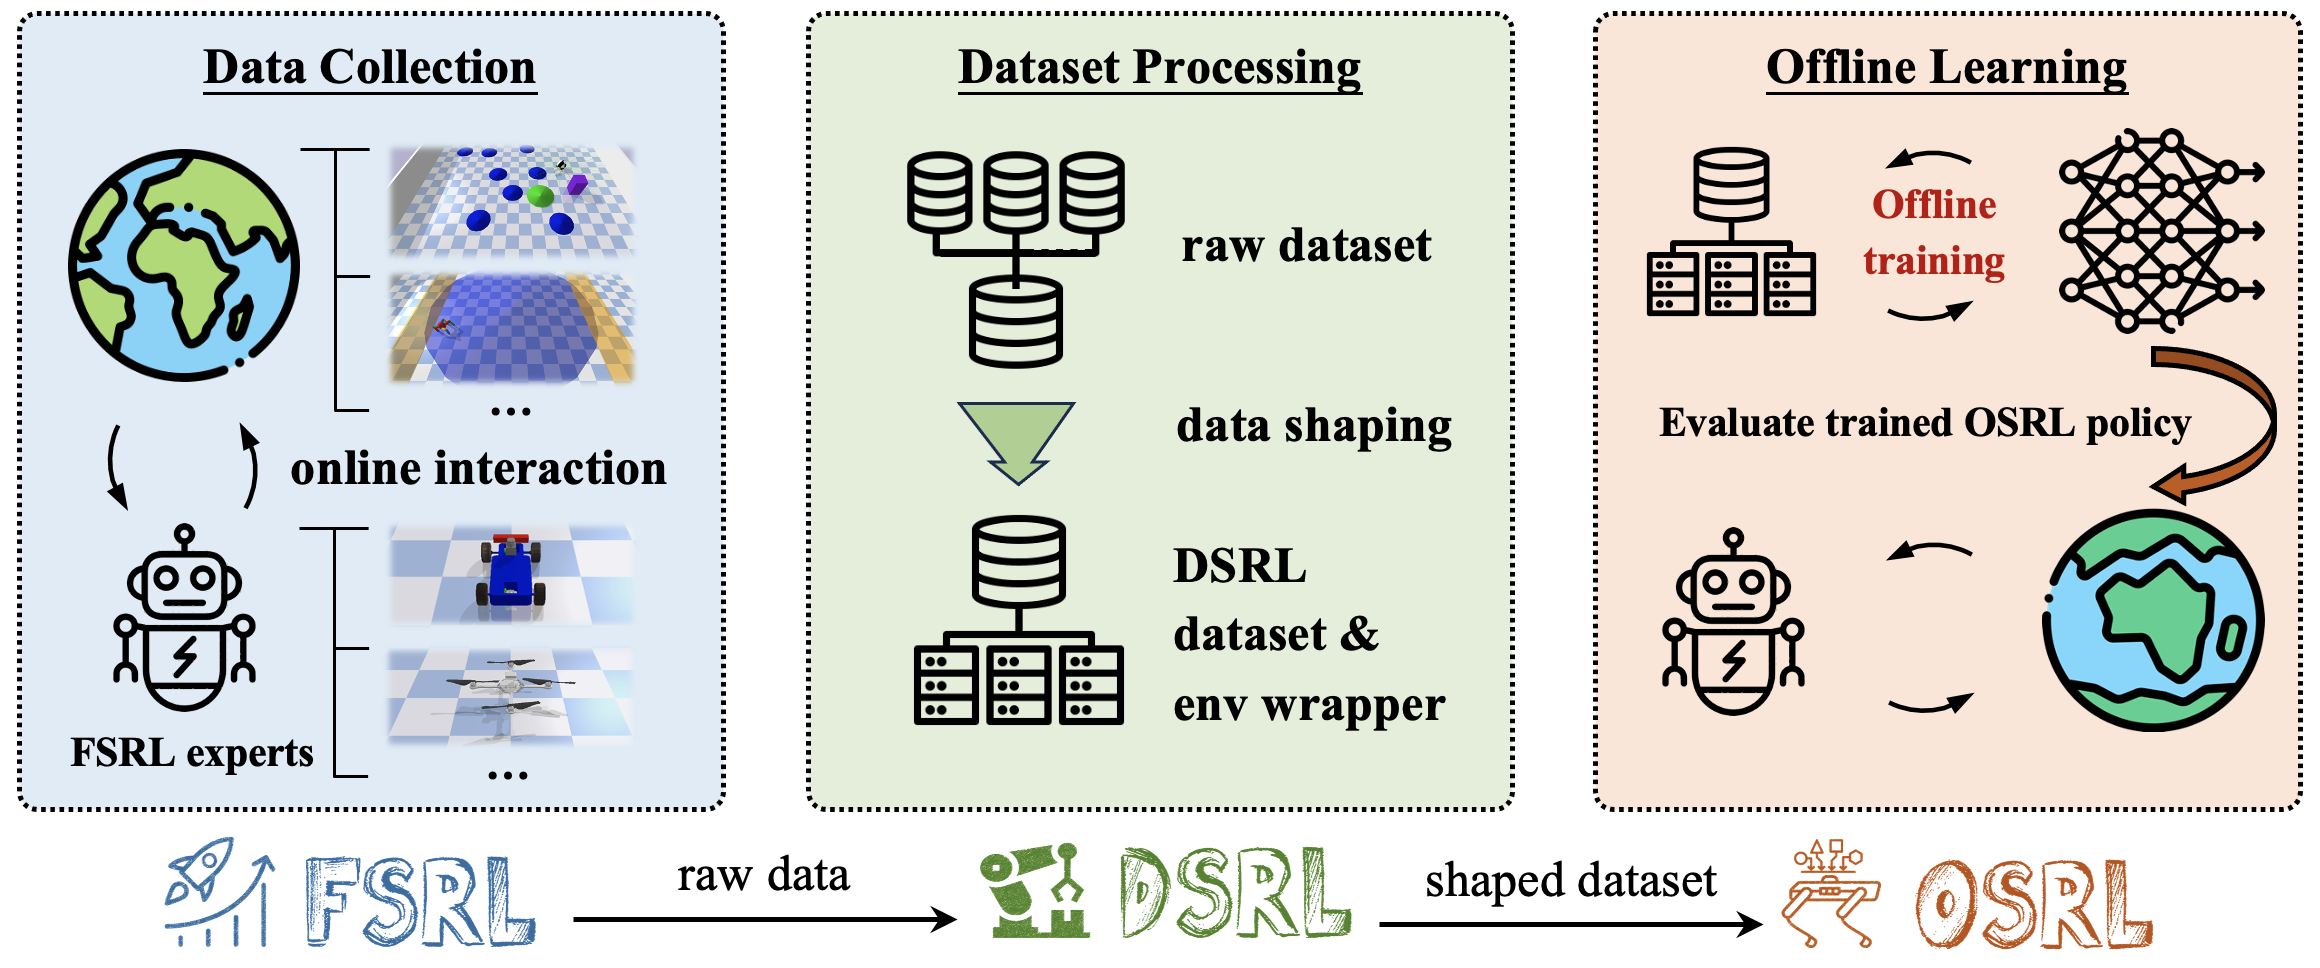 Data Collection
...
online interaction
FSRL experts
...
Dataset Processing
raw dataset
data shaping
DSRL
dataset &
env wrapper
Offline Learning
Offline
training
Evaluate trained OSRL policy
FSRL
raw data
DSRL
shaped dataset
OSRL